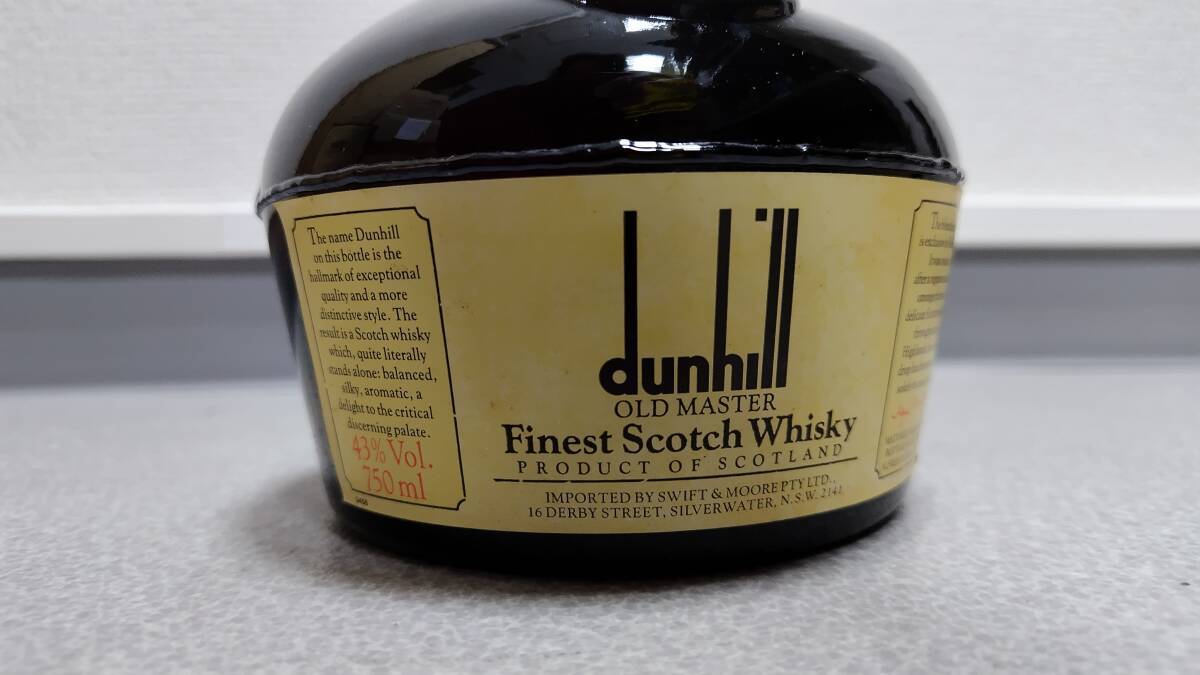 The name Dunhill
on this bottle is the
hallmark of exceptional
quality and a more
distinctive style. The
result is a Scotch whisky
which, quite literally
stands alone: balanced,
silky, aromatic, a
delight to the critical
discerning palate.
43% Vol.
750 ml
dunhill
OLD MASTER
Finest Scotch Whisky
PRODUCT OF SCOTLAND
IMPORTED BY SWIFT & MOORE PTY LTD.,
16 DERBY STREET, SILVERWATER, N.S.W. 2141